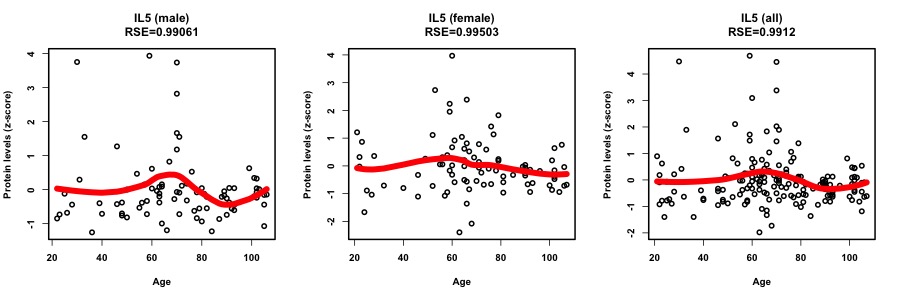 IL5 (male)
RSE=0.99061
Protein levels (z-score)
4
3
2
1
0
-1
20 40 60 80 100
Age
IL5 (female)
RSE=0.99503
Protein levels (z-score)
4
3
2
1
0
-1
-2
20 40 60 80 100
Age
IL5 (all)
RSE=0.9912
Protein levels (z-score)
4
3
2
1
0
-1
-2
20 40 60 80 100
Age